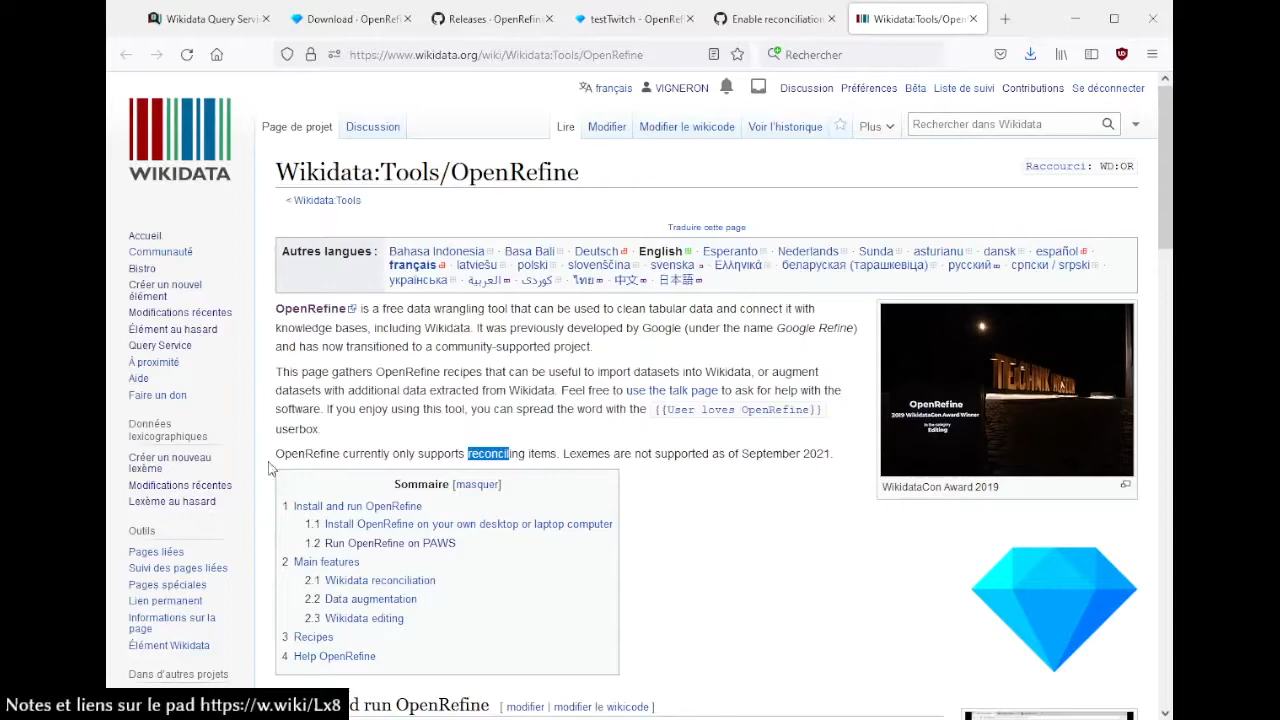 Wikidata Query Servic
Download · OpenRefi
Releases · OpenRefin
testTwitch - OpenRef
Enable reconciliation
Wikidata:Tools/Open
https://www.wikidata.org/wiki/Wikidata:Tools/OpenRefine
Rechercher
français
VIGNERON
Discussion
Préférences
Bêta
Liste de suivi
Contributions
Se déconnecter
WIKIDATA
Page de projet
Discussion
Lire
Modifier
Modifier le wikicode
Voir l'historique
Plus
Rechercher dans Wikidata
Wikidata:Tools/OpenRefine
Raccourci: WD:OR
< Wikidata:Tools
Traduire cette page
Autres langues :
Bahasa Indonesia · Basa Bali · Deutsch · English · Esperanto · Nederlands · Sunda · asturianu · dansk · español ·
français · latviešu · polski · slovenščina · svenska · Ελληνικά · беларуская (тарашкевіца) · русский · српски / srpski ·
українська · العربية · کوردی · ไทย · 中文 · 日本語
OpenRefine is a free data wrangling tool that can be used to clean tabular data and connect it with
knowledge bases, including Wikidata. It was previously developed by Google (under the name Google Refine)
and has now transitioned to a community-supported project.
This page gathers OpenRefine recipes that can be useful to import datasets into Wikidata, or augment
datasets with additional data extracted from Wikidata. Feel free to use the talk page to ask for help with the
software. If you enjoy using this tool, you can spread the word with the {{User loves OpenRefine}}
userbox.
OpenRefine currently only supports reconciling items. Lexemes are not supported as of September 2021.
TECHNIK MUSEUM
OpenRefine
2019 WikidataCon Award Winner
in the category
Editing
WikidataCon Award 2019
Sommaire [masquer]
1 Install and run OpenRefine
1.1 Install OpenRefine on your own desktop or laptop computer
1.2 Run OpenRefine on PAWS
2 Main features
2.1 Wikidata reconciliation
2.2 Data augmentation
2.3 Wikidata editing
3 Recipes
4 Help OpenRefine
Accueil
Communauté
Bistro
Créer un nouvel
élément
Modifications récentes
Élément au hasard
Query Service
À proximité
Aide
Faire un don
Données
lexicographiques
Créer un nouveau
lexème
Modifications récentes
Lexème au hasard
Outils
Pages liées
Suivi des pages liées
Pages spéciales
Lien permanent
Informations sur la
page
Élément Wikidata
Dans d'autres projets
d run OpenRefine [ modifier | modifier le wikicode ]
Notes et liens sur le pad https://w.wiki/Lx8